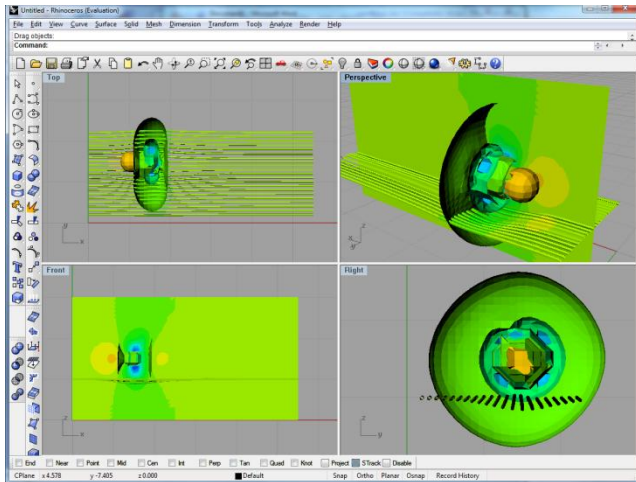 Untitled - Rhinoceros (Evaluation)
File Edit View Curve Surface Solid Mesh Dimension Transform Tools Analyze Render Help
Drag objects:
Command:
Top
Perspective
y
x
z
x
y
Front
Right
z
x
z
y
End Near Point Mid Cen Int Perp Tan Quad Knot Project STrack Disable
CPlane x 4.578 y -7.405 z 0.000 Default Snap Ortho Planar Osnap Record History